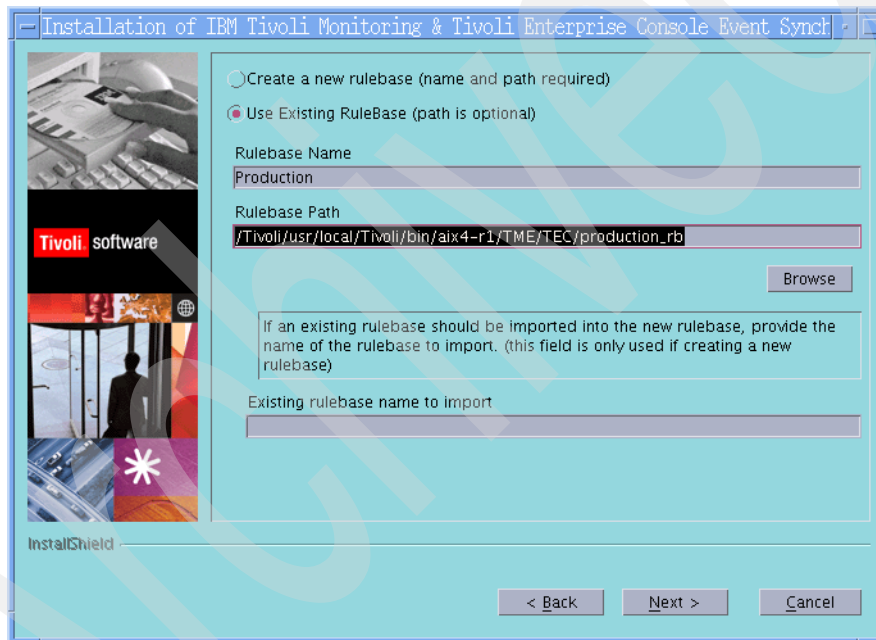 Installation of IBM Tivoli Monitoring & Tivoli Enterprise Console Event Synch
Create a new rulebase (name and path required)
Use Existing RuleBase (path is optional)
Rulebase Name
Production
Rulebase Path
/Tivoli/usr/local/Tivoli/bin/aix4-r1/TME/TEC/production_rb
Browse
If an existing rulebase should be imported into the new rulebase, provide the
name of the rulebase to import. (this field is only used if creating a new
rulebase)
Existing rulebase name to import
Tivoli. software
InstallShield
< Back
Next >
Cancel